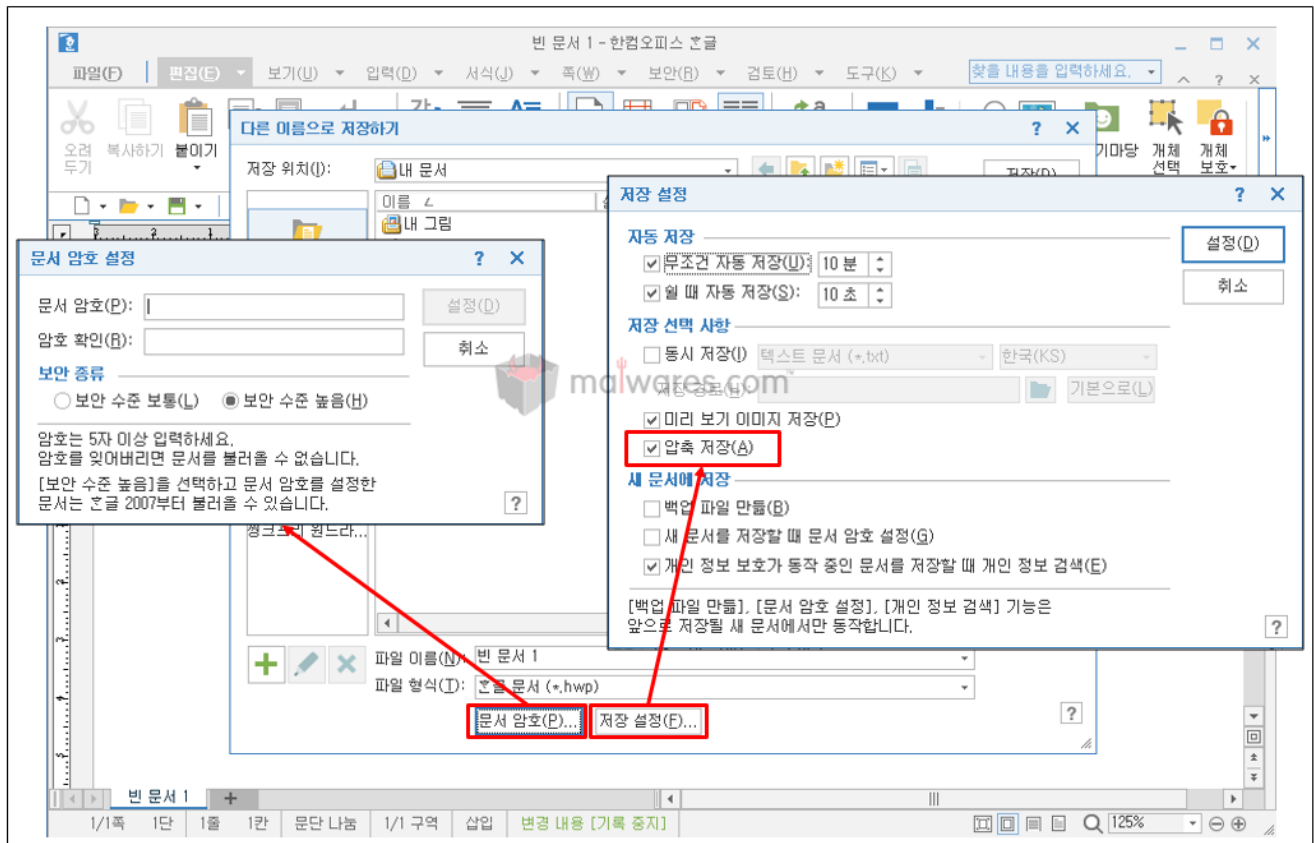 빈 문서 1 - 한컴오피스 흔글
파일(F) 편집(E) 보기(U) 입력(D) 서식(J) 쪽(W) 보안(R) 검토(H) 도구(K) 찾을 내용을 입력하세요.
오려 두기 복사하기 붙이기
기마당 개체 선택 개체 보호
다른 이름으로 저장하기
저장 위치(I): 내 문서 저장(D)
이름
내 그림
문서 암호 설정
문서 암호(P): 설정(D)
암호 확인(R): 취소
보안 종류
보안 수준 보통(L) 보안 수준 높음(H)
암호는 5자 이상 입력하세요.
암호를 잊어버리면 문서를 불러올 수 없습니다.
[보안 수준 높음]을 선택하고 문서 암호를 설정한
문서는 흔글 2007부터 불러올 수 있습니다.
씽크프리 원드라...
저장 설정
자동 저장 설정(D)
무조건 자동 저장(U): 10 분
쉴 때 자동 저장(S): 10 초 취소
저장 선택 사항
동시 저장(I) 텍스트 문서 (*.txt) 한국(KS)
저장 경로(H): 기본으로(L)
malwares.com™
미리 보기 이미지 저장(P)
압축 저장(A)
새 문서에 저장
백업 파일 만듦(B)
새 문서를 저장할 때 문서 암호 설정(G)
개인 정보 보호가 동작 중인 문서를 저장할 때 개인 정보 검색(E)
[백업 파일 만듦], [문서 암호 설정], [개인 정보 검색] 기능은
앞으로 저장될 새 문서에서만 동작합니다.
파일 이름(N): 빈 문서 1
파일 형식(T): 흔글 문서 (*.hwp)
문서 암호(P)... 저장 설정(F)...
빈 문서 1
1/1쪽 1단 1줄 1칸 문단 나눔 1/1 구역 삽입 변경 내용 [기록 중지] 125%